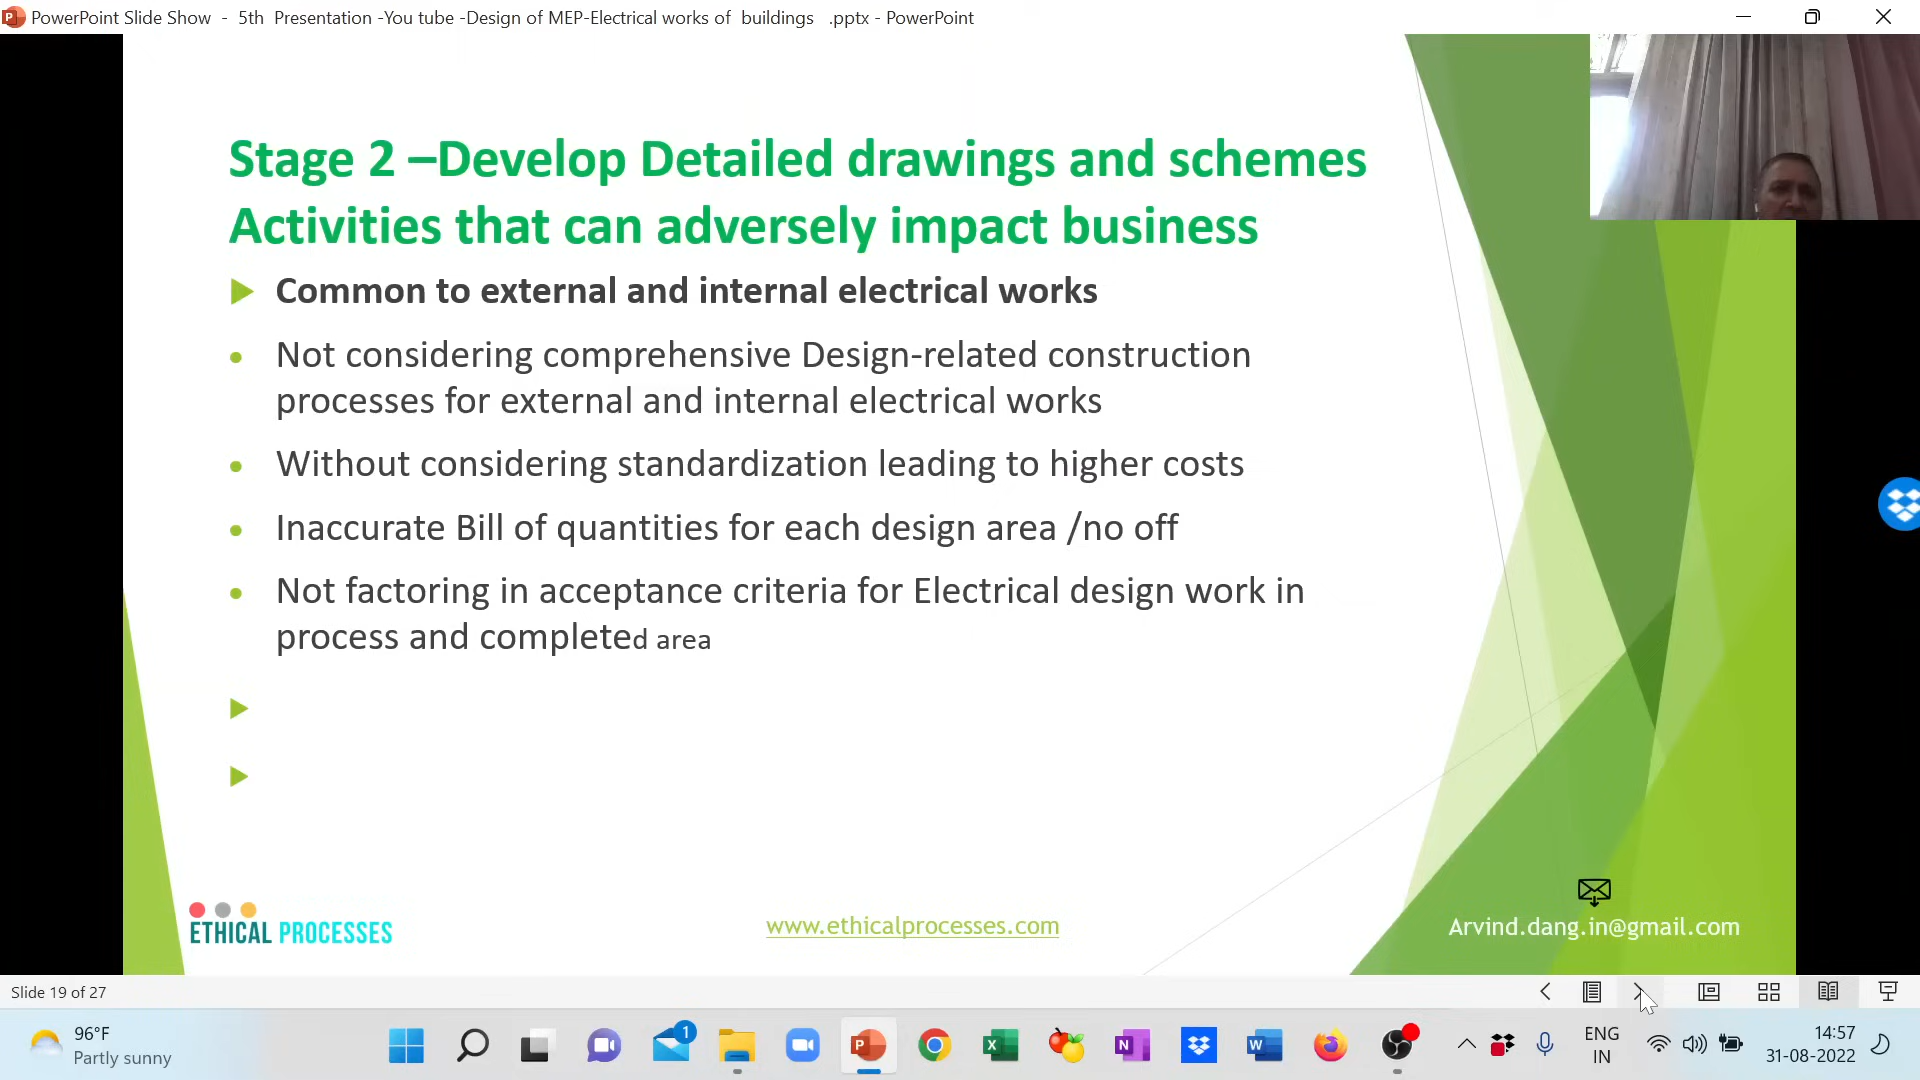 PowerPoint Slide Show - 5th Presentation -You tube -Design of MEP-Electrical works of buildings .pptx - PowerPoint
Stage 2 –Develop Detailed drawings and schemes
Activities that can adversely impact business
Common to external and internal electrical works
Not considering comprehensive Design-related construction
processes for external and internal electrical works
Without considering standardization leading to higher costs
Inaccurate Bill of quantities for each design area /no off
Not factoring in acceptance criteria for Electrical design work in
process and completed area
ETHICAL PROCESSES
www.ethicalprocesses.com
Arvind.dang.in@gmail.com
Slide 19 of 27
96°F
Partly sunny
1
ENG
IN
14:57
31-08-2022